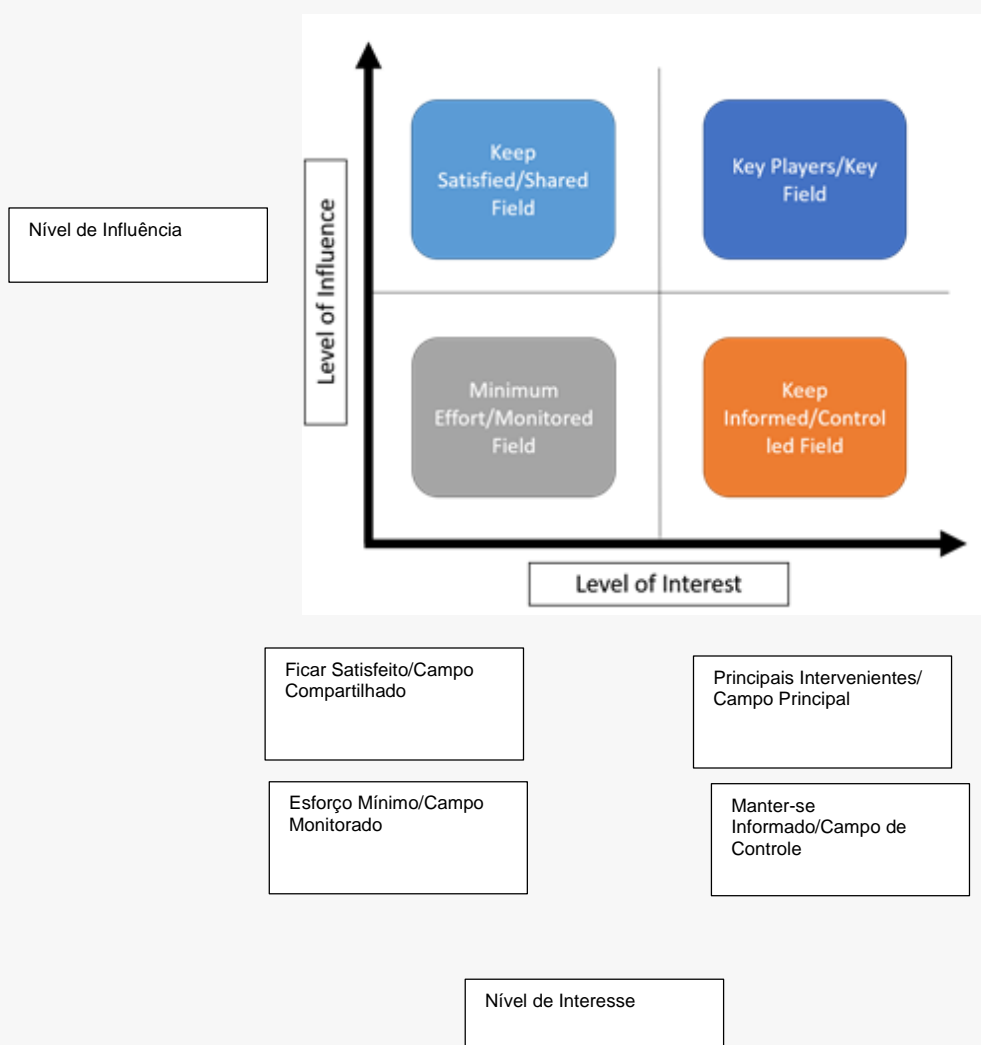 Keep
Satisfied/Shared
Field
Key Players/Key
Field
Nível de Influência
Level of Influence
Minimum
Effort/Monitored
Field
Keep
Informed/Control
led Field
Level of Interest
Ficar Satisfeito/Campo
Compartilhado
Principais Intervenientes/
Campo Principal
Esforço Mínimo/Campo
Monitorado
Manter-se
Informado/Campo de
Controle
Nível de Interesse